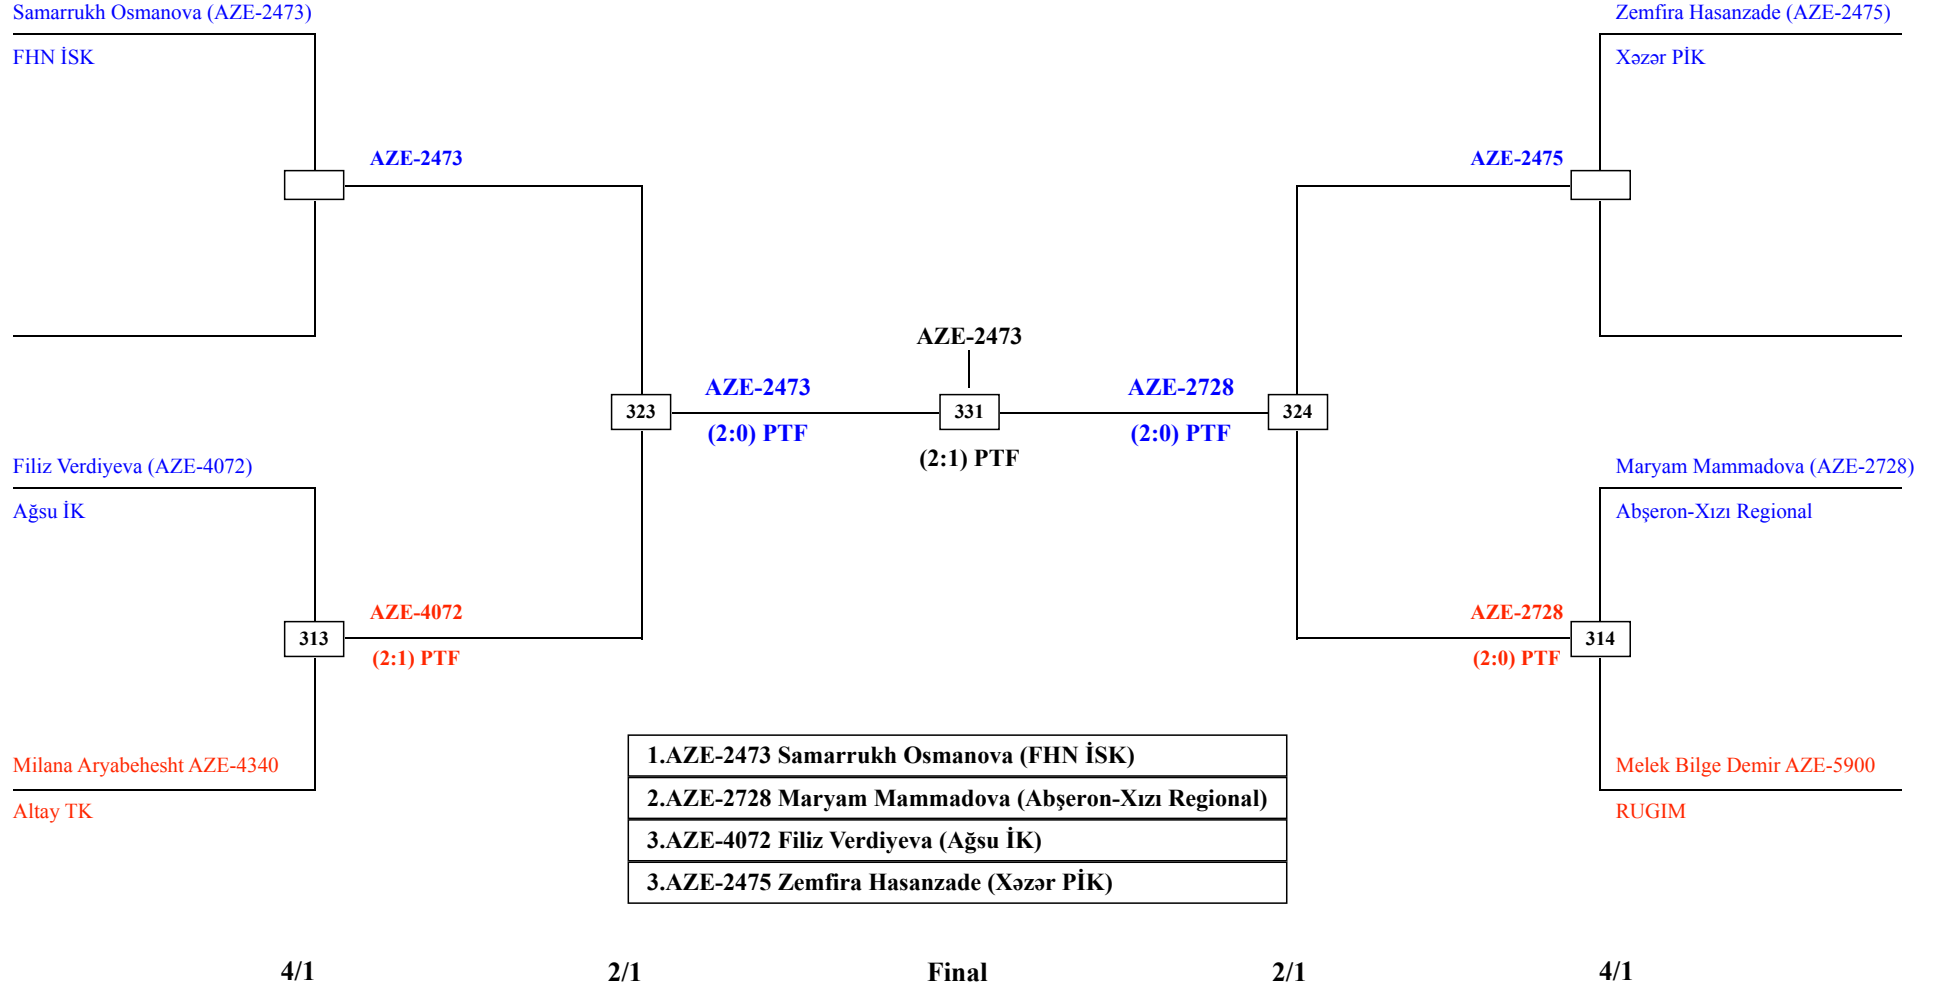 Samarrukh Osmanova (AZE-2473)
FHN İSK
AZE-2473
Filiz Verdiyeva (AZE-4072)
Ağsu İK
313
AZE-4072
(2:1) PTF
Milana Aryabehesht AZE-4340
Altay TK
323
AZE-2473
(2:0) PTF
AZE-2473
331
(2:1) PTF
AZE-2728
(2:0) PTF
324
Zemfira Hasanzade (AZE-2475)
Xəzər PİK
AZE-2475
Maryam Mammadova (AZE-2728)
Abşeron-Xızı Regional
AZE-2728
(2:0) PTF
314
Melek Bilge Demir AZE-5900
RUGIM
1.AZE-2473 Samarrukh Osmanova (FHN İSK)
2.AZE-2728 Maryam Mammadova (Abşeron-Xızı Regional)
3.AZE-4072 Filiz Verdiyeva (Ağsu İK)
3.AZE-2475 Zemfira Hasanzade (Xəzər PİK)
4/1
2/1
Final
2/1
4/1